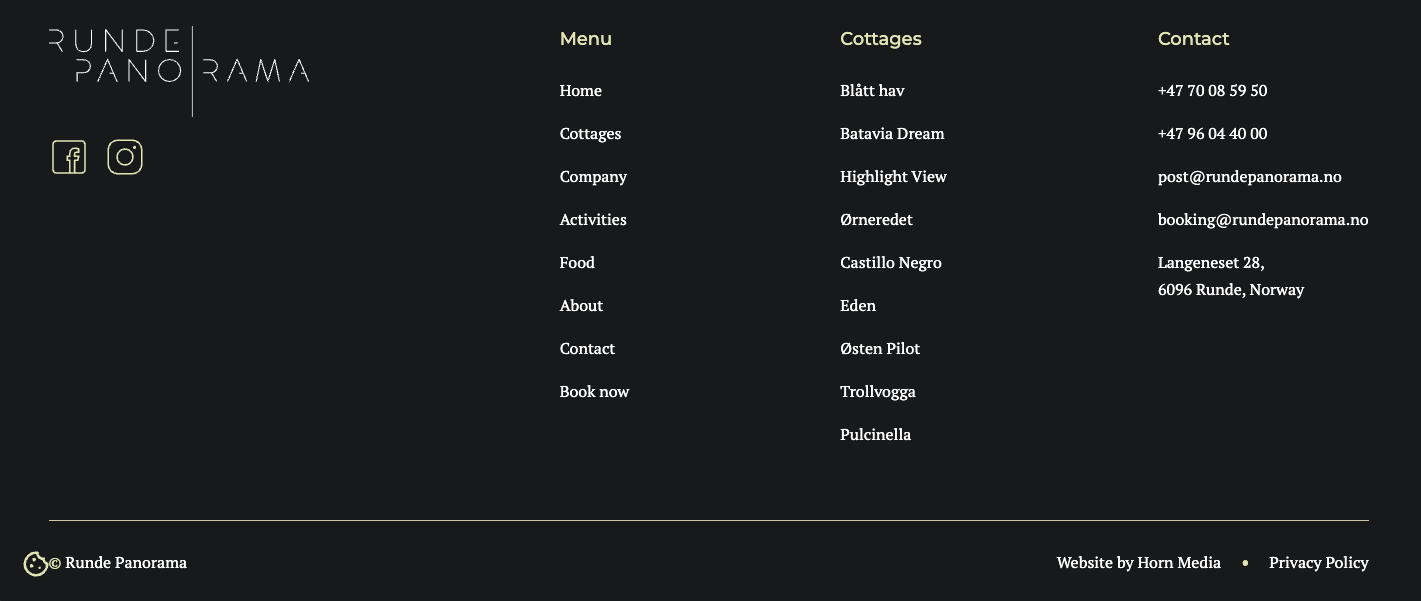 RUNDE
PANORAMA
Menu
Home
Cottages
Company
Activities
Food
About
Contact
Book now
Cottages
Blått hav
Batavia Dream
Highlight View
Ørneredet
Castillo Negro
Eden
Østen Pilot
Trollvogga
Pulcinella
Contact
+47 70 08 59 50
+47 96 04 40 00
post@rundepanorama.no
booking@rundepanorama.no
Langeneset 28,
6096 Runde, Norway
© Runde Panorama
Website by Horn Media • Privacy Policy